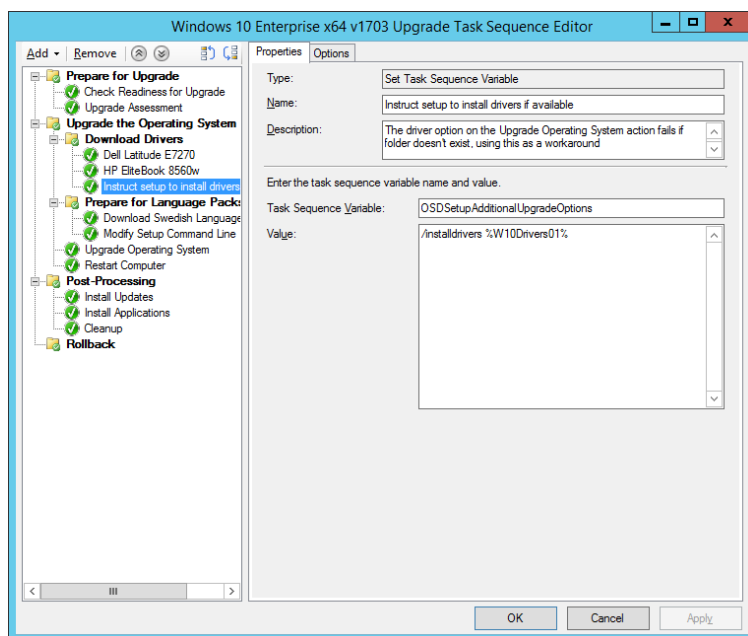 Windows 10 Enterprise x64 v1703 Upgrade Task Sequence Editor
Add
Remove
Properties
Options
Prepare for Upgrade
Check Readiness for Upgrade
Upgrade Assessment
Upgrade the Operating System
Download Drivers
Dell Latitude E7270
HP EliteBook 8560w
Instruct setup to install drivers
Prepare for Language Pack
Download Swedish Language
Modify Setup Command Line
Upgrade Operating System
Restart Computer
Post-Processing
Install Updates
Install Applications
Cleanup
Rollback
Type:
Set Task Sequence Variable
Name:
Instruct setup to install drivers if available
Description:
The driver option on the Upgrade Operating System action fails if
folder doesn't exist, using this as a workaround
Enter the task sequence variable name and value.
Task Sequence Variable:
OSDSetupAdditionalUpgradeOptions
Value:
/installdrivers %W10Drivers01%
OK
Cancel
Apply